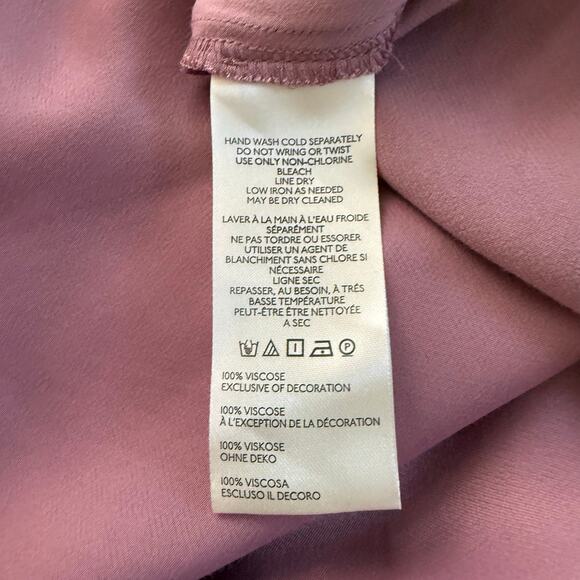 HAND WASH COLD SEPARATELY
DO NOT WRING OR TWIST
USE ONLY NON-CHLORINE
BLEACH
LINE DRY
LOW IRON AS NEEDED
MAY BE DRY CLEANED
LAVER À LA MAIN À L'EAU FROIDE
SÉPARÉMENT
NE PAS TORDRE OU ESSORER
UTILISER UN AGENT DE
BLANCHIMENT SANS CHLORE SI
NÉCESSAIRE
LIGNE SEC
REPASSER, AU BESOIN, À TRÉS
BASSE TEMPÉRATURE
PEUT-ÊTRE ÊTRE NETTOYÉE
A SEC
P
100% VISCOSE
EXCLUSIVE OF DECORATION
100% VISCOSE
À L'EXCEPTION DE LA DÉCORATION
100% VISKOSE
OHNE DEKO
100% VISCOSA
ESCLUSO IL DECORO